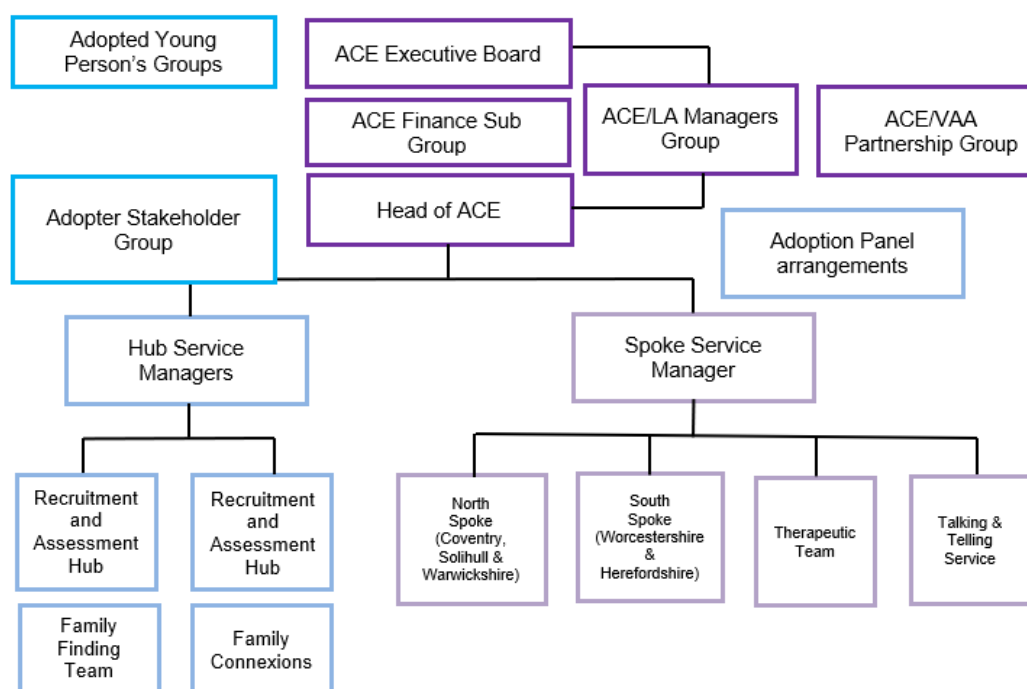 Adopted Young
Person's Groups
ACE Executive Board
ACE Finance Sub
Group
ACE/LA Managers
Group
ACE/VAA
Partnership Group
Adopter Stakeholder
Group
Head of ACE
Adoption Panel
arrangements
Hub Service
Managers
Spoke Service
Manager
Recruitment
and
Assessment
Hub
Recruitment
and
Assessment
Hub
North
Spoke
(Coventry,
Solihull &
Warwickshire)
South
Spoke
(Worcestershire
&
Herefordshire)
Therapeutic
Team
Talking &
Telling
Service
Family
Finding
Team
Family
Connexions